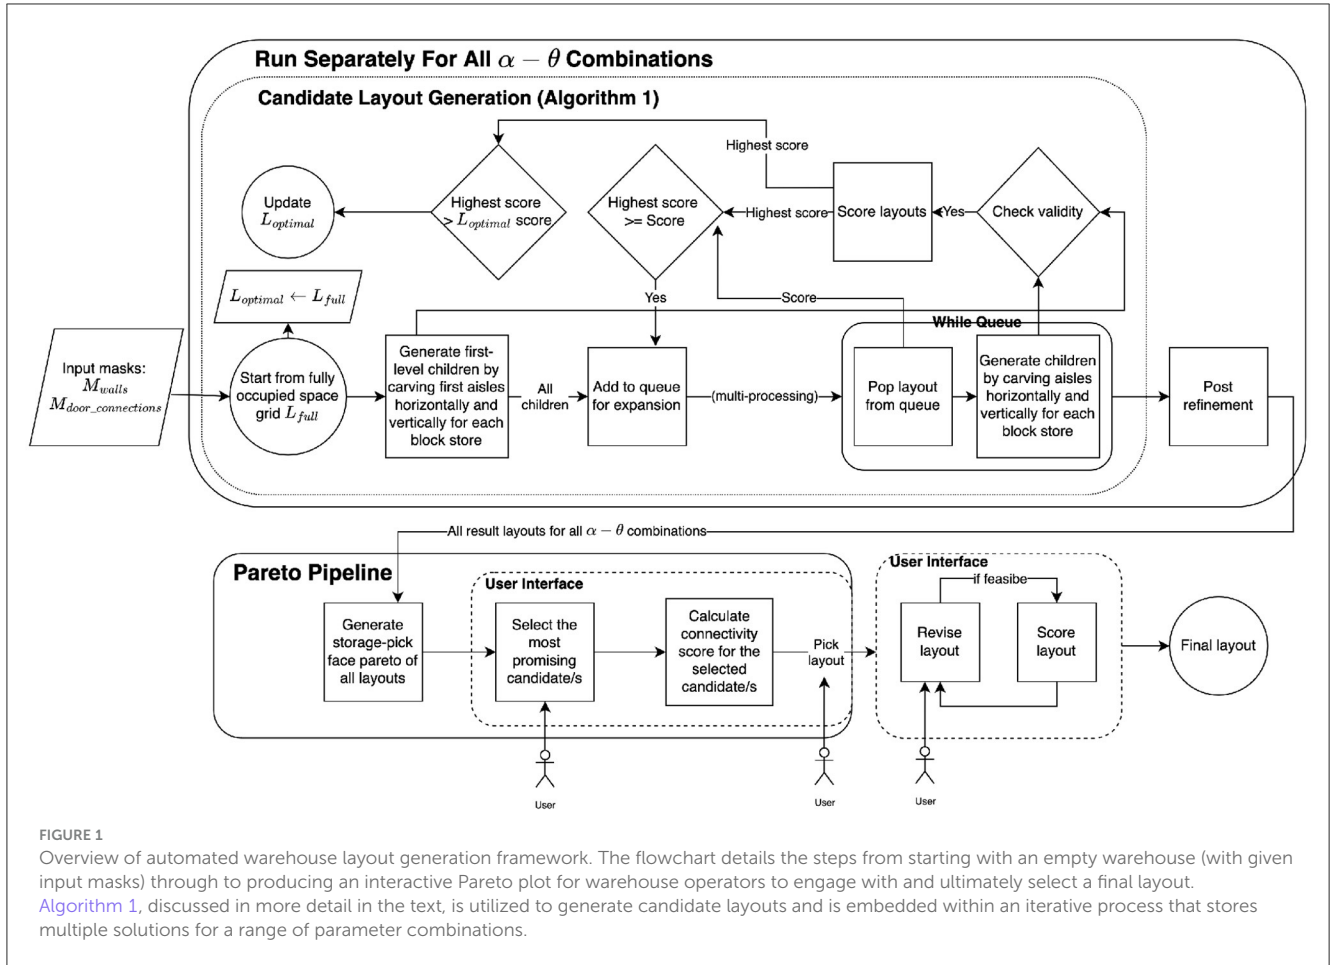 Run Separately For All α − θ Combinations
Candidate Layout Generation (Algorithm 1)
Highest score
Update
L_optimal
Highest score
> L_optimal score
Highest score
>= Score
Highest score
Score layouts
Yes
Check validity
L_optimal ← L_full
Yes
Score
While Queue
Input masks:
M_walls
M_door_connections
Start from fully
occupied space
grid L_full
Generate first-
level children by
carving first aisles
horizontally and
vertically for each
block store
All
children
Add to queue
for expansion
(multi-processing)
Pop layout
from queue
Generate children
by carving aisles
horizontally and
vertically for each
block store
Post
refinement
All result layouts for all α − θ combinations
Pareto Pipeline
User Interface
Generate
storage-pick
face pareto of
all layouts
Select the
most
promising
candidate/s
Calculate
connectivity
score for the
selected
candidate/s
Pick
layout
User Interface
if feasibe
Revise
layout
Score
layout
Final layout
User
User
User
FIGURE 1
Overview of automated warehouse layout generation framework. The flowchart details the steps from starting with an empty warehouse (with given
input masks) through to producing an interactive Pareto plot for warehouse operators to engage with and ultimately select a final layout.
Algorithm 1, discussed in more detail in the text, is utilized to generate candidate layouts and is embedded within an iterative process that stores
multiple solutions for a range of parameter combinations.